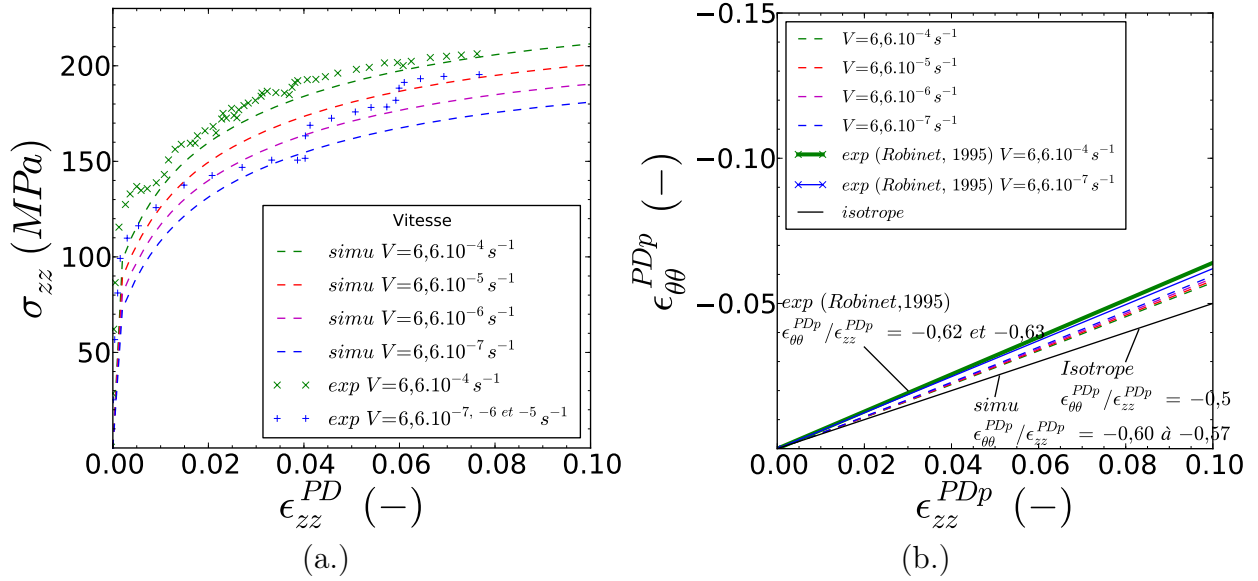 200
150
100
50
0.00 0.02 0.04 0.06 0.08 0.10
σzz (MPa)
ϵzz^PD (−)
Vitesse
simu V=6,6.10⁻⁴ s⁻¹
simu V=6,6.10⁻⁵ s⁻¹
simu V=6,6.10⁻⁶ s⁻¹
simu V=6,6.10⁻⁷ s⁻¹
exp V=6,6.10⁻⁴ s⁻¹
exp V=6,6.10^−7, −6 et −5 s⁻¹
(a.)
−0.15
−0.10
−0.05
0.00
0.00 0.02 0.04 0.06 0.08 0.10
ϵθθ^PDp (−)
ϵzz^PDp (−)
V=6,6.10⁻⁴ s⁻¹
V=6,6.10⁻⁵ s⁻¹
V=6,6.10⁻⁶ s⁻¹
V=6,6.10⁻⁷ s⁻¹
exp (Robinet, 1995) V=6,6.10⁻⁴ s⁻¹
exp (Robinet, 1995) V=6,6.10⁻⁷ s⁻¹
isotrope
exp (Robinet,1995)
ϵθθ^PDp/ϵzz^PDp = −0,62 et −0,63
Isotrope
ϵθθ^PDp/ϵzz^PDp = −0,5
simu
ϵθθ^PDp/ϵzz^PDp = −0,60 à −0,57
(b.)